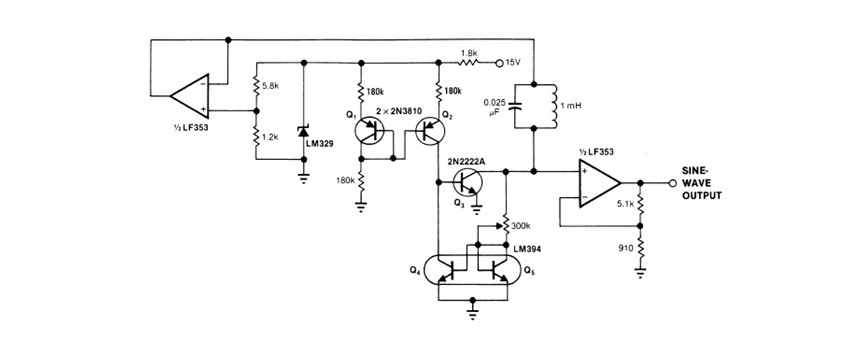 1.8k
15V
5.8k
180k
180k
0.025
µF
1 mH
Q1
2 × 2N3810
Q2
½ LF353
1.2k
LM329
2N2222A
½ LF353
SINE-
WAVE
OUTPUT
180k
Q3
5.1k
300k
910
LM394
Q4
Q5
−
+
+
−